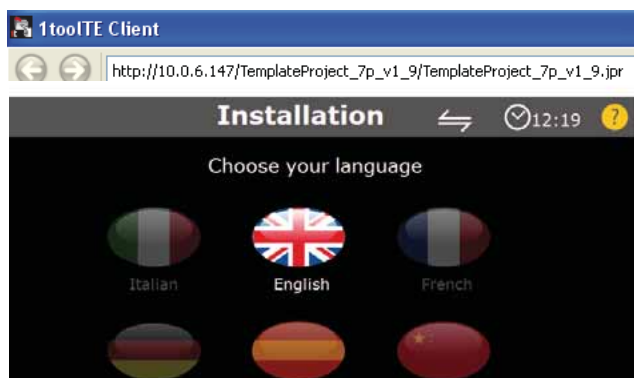 1toolTE Client
http://10.0.6.147/TemplateProject_7p_v1_9/TemplateProject_7p_v1_9.jpr
Installation 12:19 ?
Choose your language
Italian English French